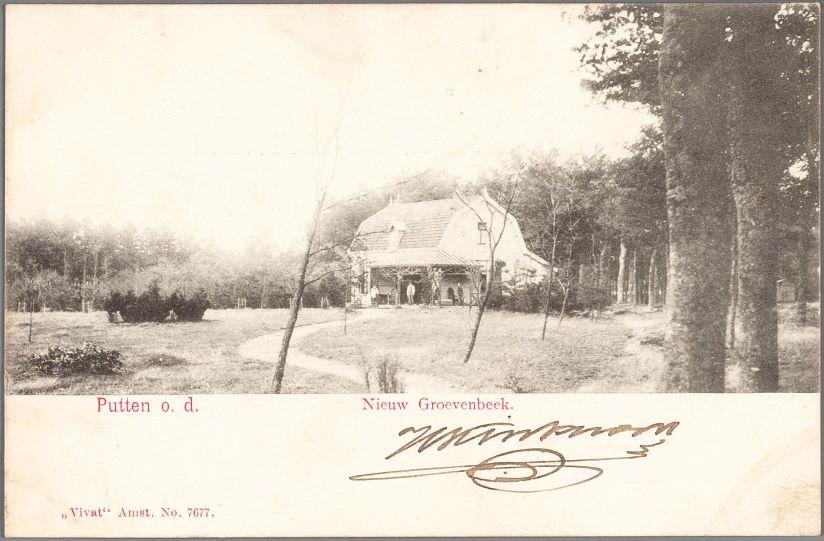 Putten o. d. Nieuw Groevenbeek.
„Vivat“ Amst. No. 7677.